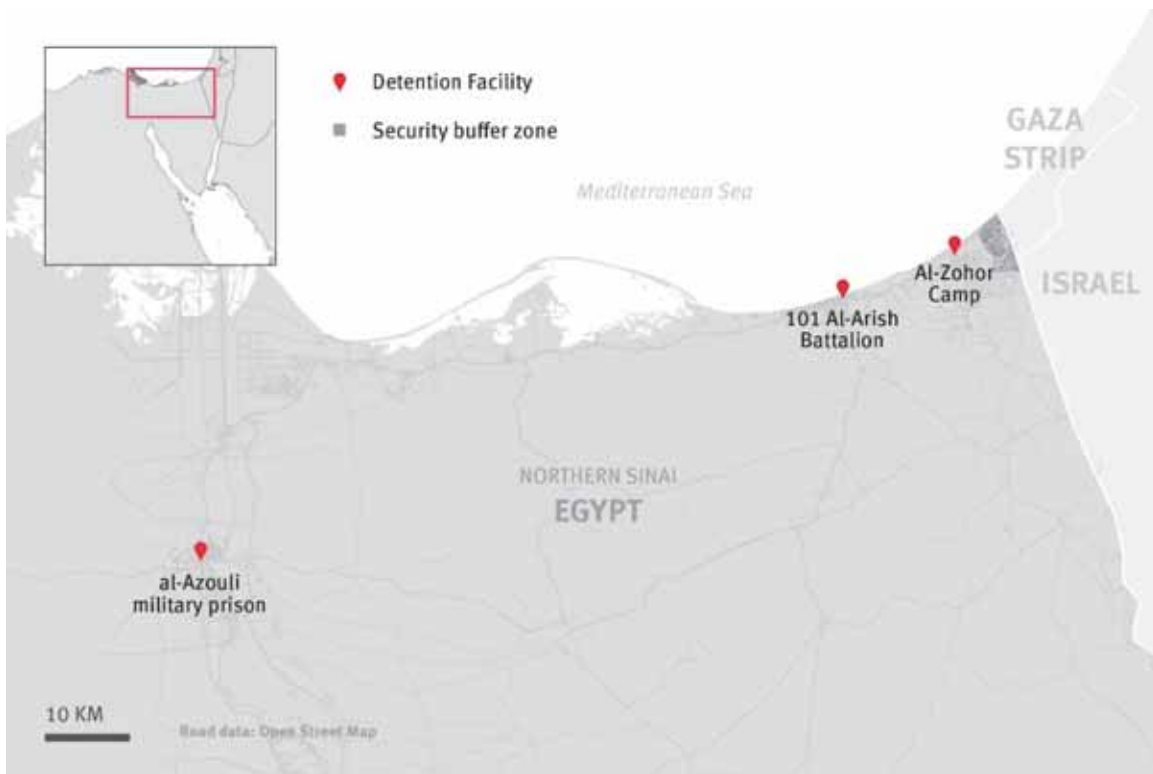 Detention Facility
Security buffer zone
GAZA
STRIP
Mediterranean Sea
Al-Zohor
Camp
ISRAEL
101 Al-Arish
Battalion
NORTHERN SINAI
EGYPT
al-Azouli
military prison
10 KM
Road data: Open Street Map